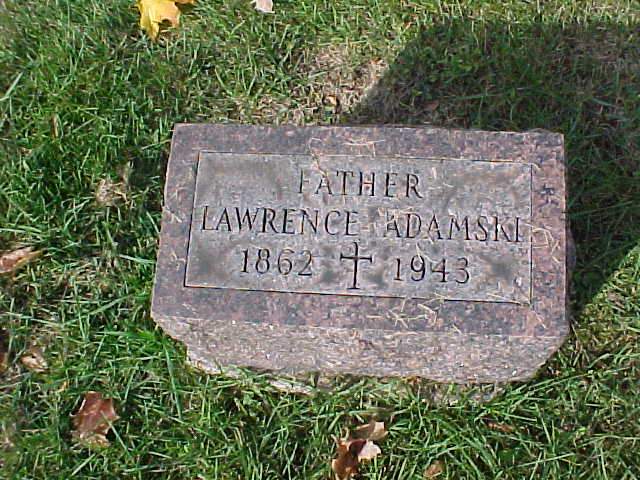 FATHER
LAWRENCE ADAMSKI
1862 ✝ 1943